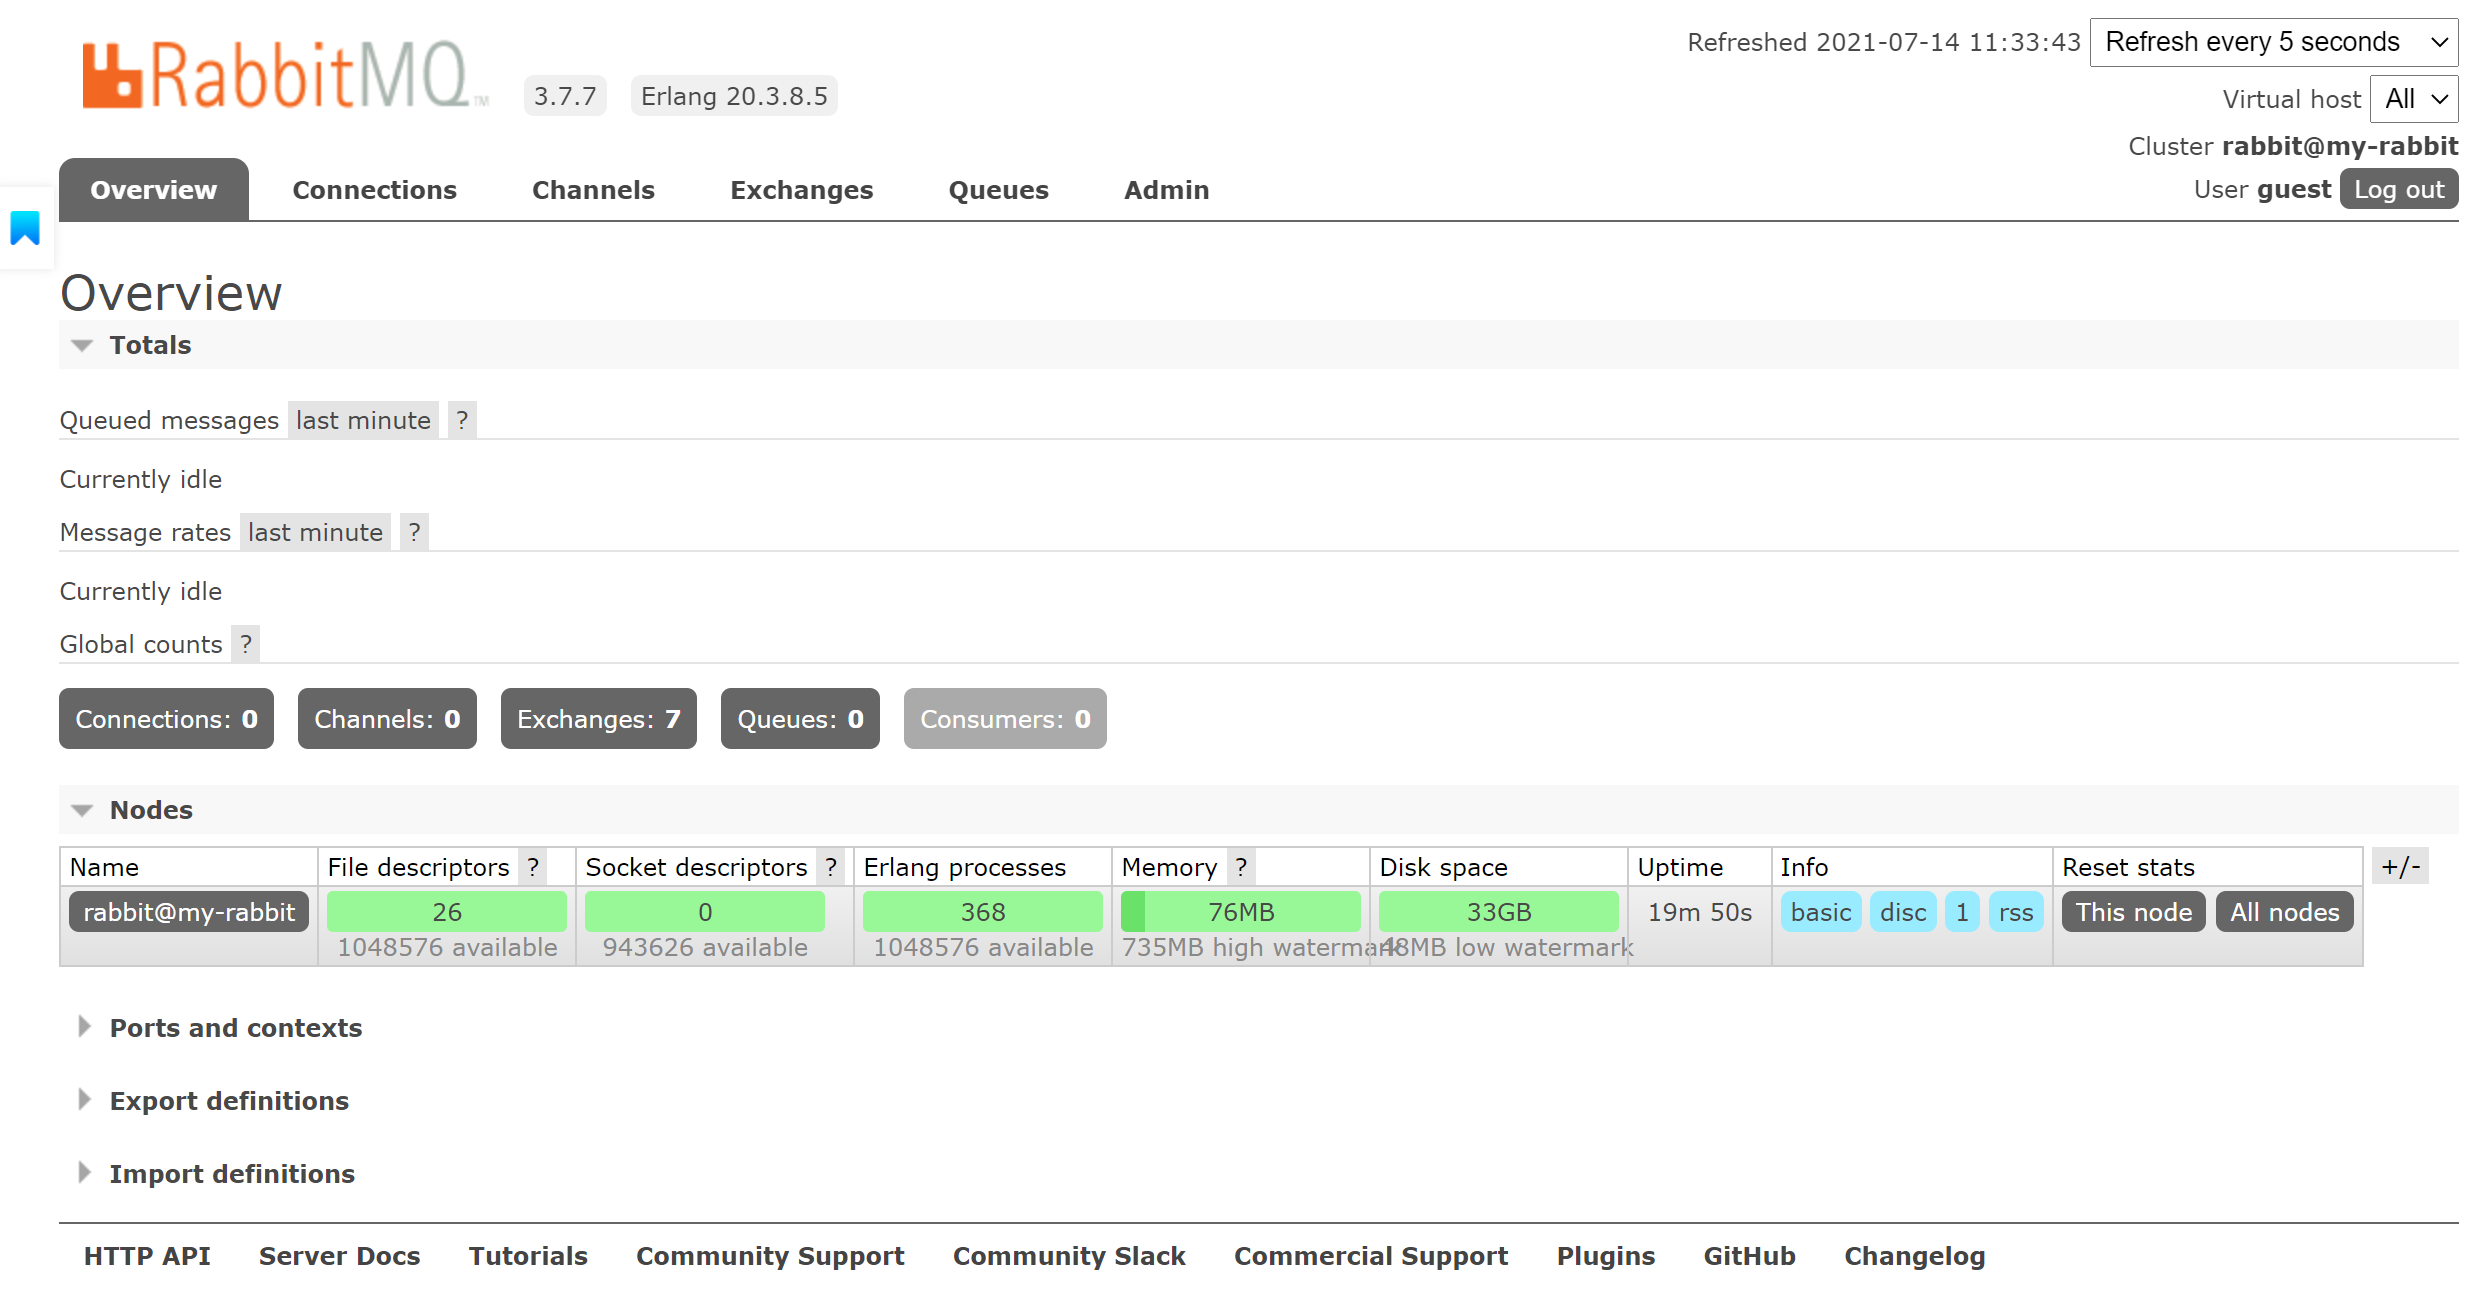 RabbitMQ™ 3.7.7 Erlang 20.3.8.5
Refreshed 2021-07-14 11:33:43 Refresh every 5 seconds
Virtual host All
Cluster rabbit@my-rabbit
User guest Log out
Overview Connections Channels Exchanges Queues Admin
Overview
Totals
Queued messages last minute ?
Currently idle
Message rates last minute ?
Currently idle
Global counts ?
Connections: 0 Channels: 0 Exchanges: 7 Queues: 0 Consumers: 0
Nodes
Name File descriptors ? Socket descriptors ? Erlang processes Memory ? Disk space Uptime Info Reset stats +/-
rabbit@my-rabbit 26 0 368 76MB 33GB 19m 50s basic disc 1 rss This node All nodes
1048576 available 943626 available 1048576 available 735MB high watermark 48MB low watermark
Ports and contexts
Export definitions
Import definitions
HTTP API Server Docs Tutorials Community Support Community Slack Commercial Support Plugins GitHub Changelog